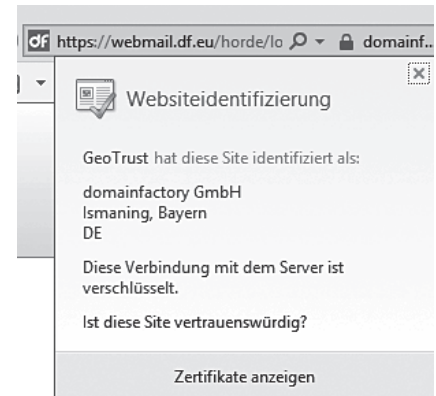 df https://webmail.df.eu/horde/lo domainf...
Websiteidentifizierung
GeoTrust hat diese Site identifiziert als:
domainfactory GmbH
Ismaning, Bayern
DE
Diese Verbindung mit dem Server ist
verschlüsselt.
Ist diese Site vertrauenswürdig?
Zertifikate anzeigen